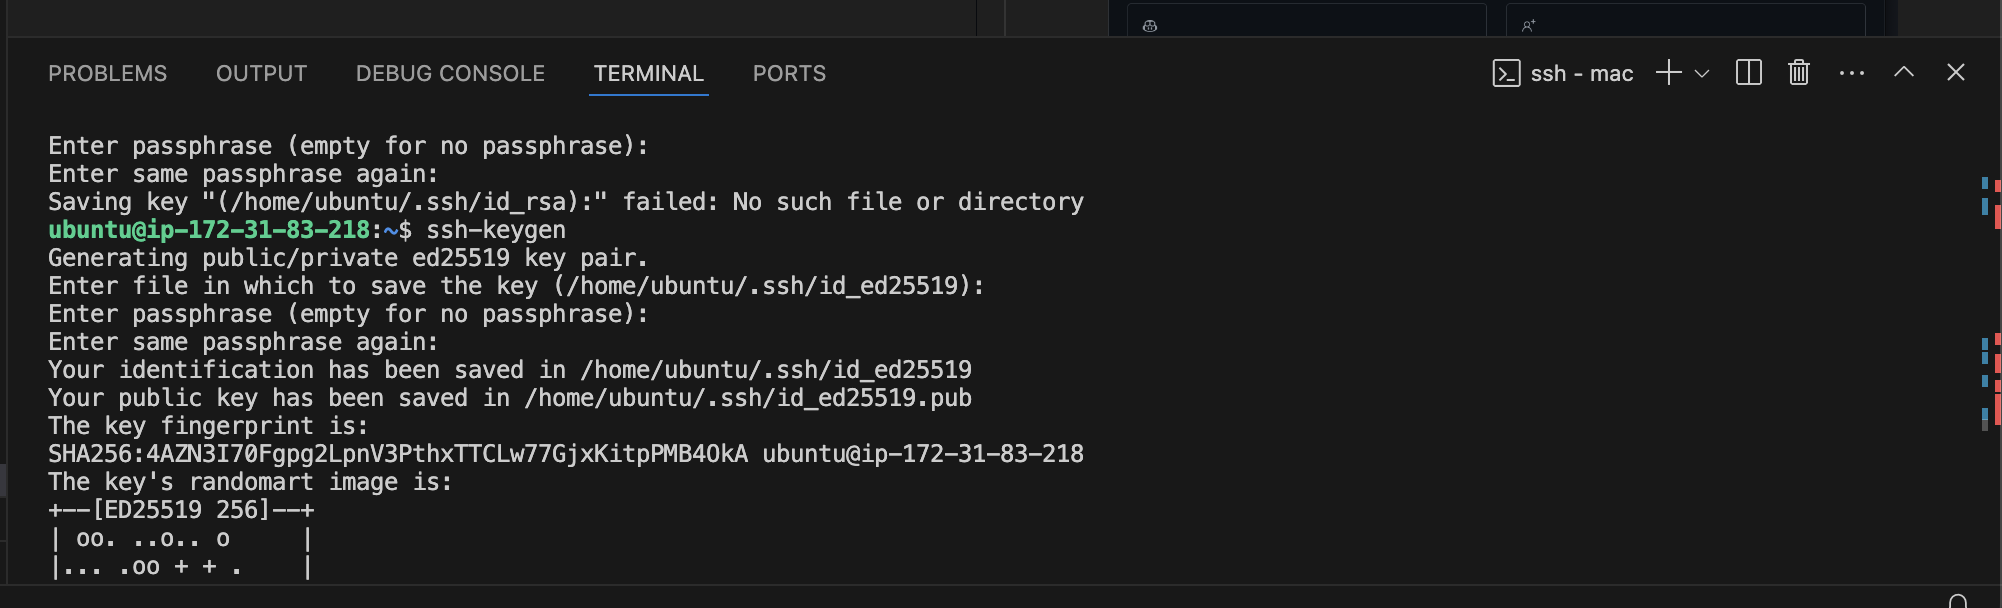 PROBLEMS OUTPUT DEBUG CONSOLE TERMINAL PORTS ssh - mac
Enter passphrase (empty for no passphrase):
Enter same passphrase again:
Saving key "(/home/ubuntu/.ssh/id_rsa):" failed: No such file or directory
ubuntu@ip-172-31-83-218:~$ ssh-keygen
Generating public/private ed25519 key pair.
Enter file in which to save the key (/home/ubuntu/.ssh/id_ed25519):
Enter passphrase (empty for no passphrase):
Enter same passphrase again:
Your identification has been saved in /home/ubuntu/.ssh/id_ed25519
Your public key has been saved in /home/ubuntu/.ssh/id_ed25519.pub
The key fingerprint is:
SHA256:4AZN3I70Fgpg2LpnV3PthxTTCLw77GjxKitpPMB4OkA ubuntu@ip-172-31-83-218
The key's randomart image is:
+--[ED25519 256]--+
| oo. ..o.. o     |
|... .oo + + .    |